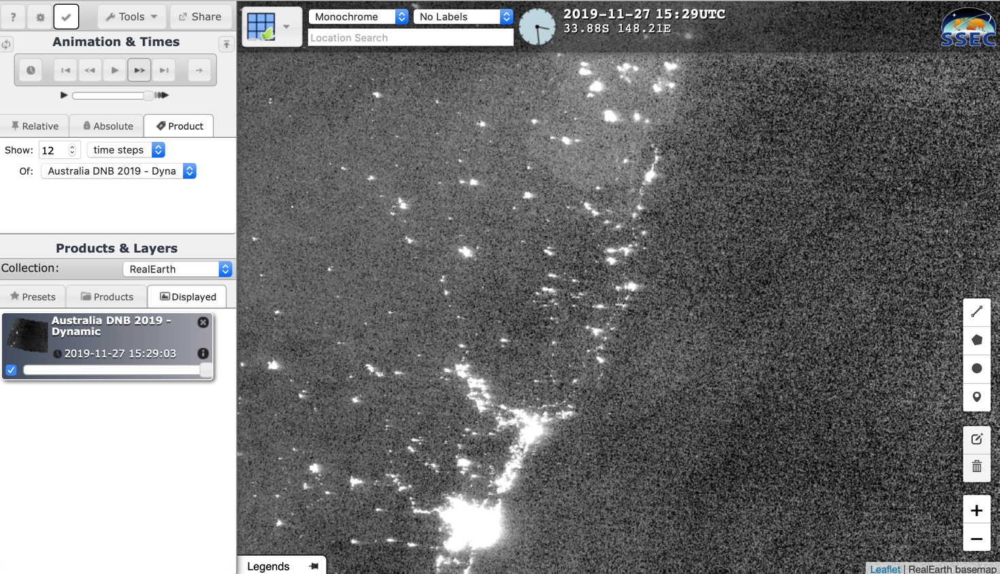 ?
Tools
Share
Animation & Times
Relative
Absolute
Product
Show:
12
time steps
Of:
Australia DNB 2019 - Dyna
Products & Layers
Collection:
RealEarth
Presets
Products
Displayed
Australia DNB 2019 -
Dynamic
2019-11-27 15:29:03
Monochrome
No Labels
Location Search
2019-11-27 15:29UTC
33.88S 148.21E
SSEC
+
−
Legends
Leaflet | RealEarth basemap